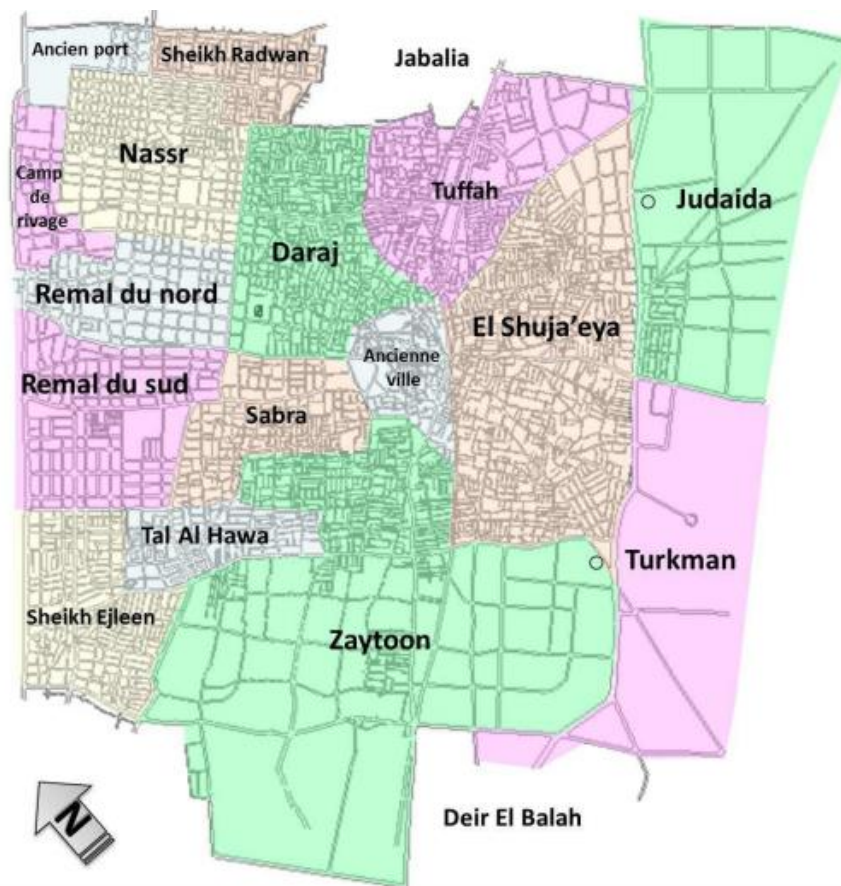 Ancien port
Sheikh Radwan
Jabalia
Nassr
Camp
de
rivage
Tuffah
Judaida
Daraj
Remal du nord
El Shuja'eya
Ancienne
ville
Remal du sud
Sabra
Tal Al Hawa
Turkman
Sheikh Ejleen
Zaytoon
N
Deir El Balah